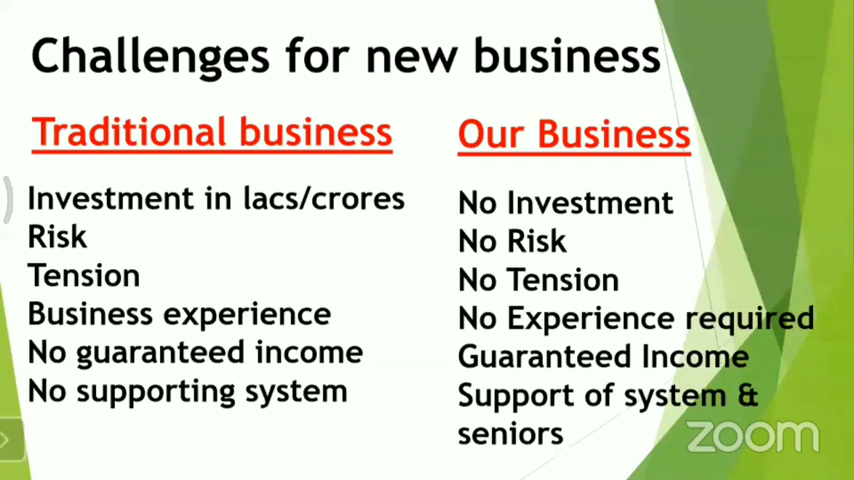 Challenges for new business
Traditional business
Investment in lacs/crores
Risk
Tension
Business experience
No guaranteed income
No supporting system
Our Business
No Investment
No Risk
No Tension
No Experience required
Guaranteed Income
Support of system &
seniors
zoom